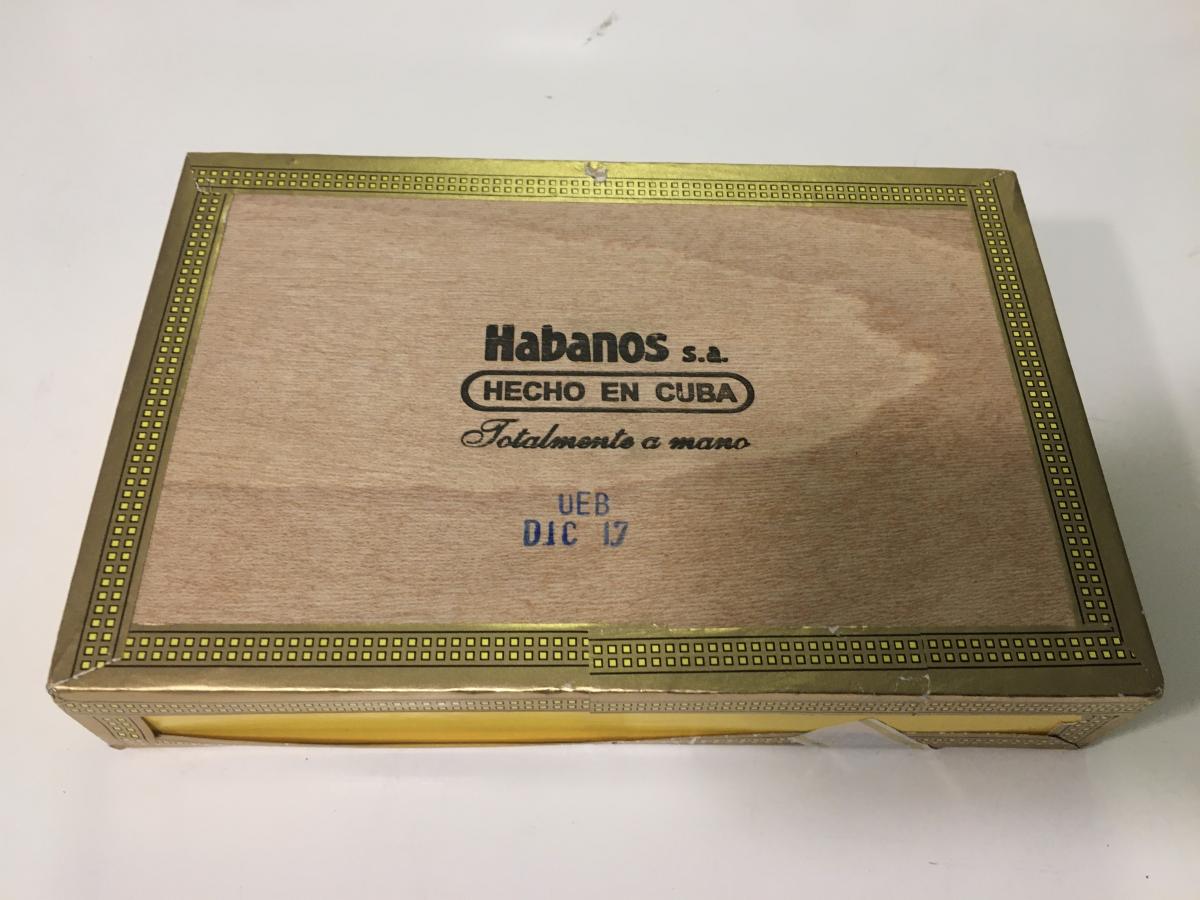 Habanos s.a.
HECHO EN CUBA
Totalmente a mano
UEB
DIC 17